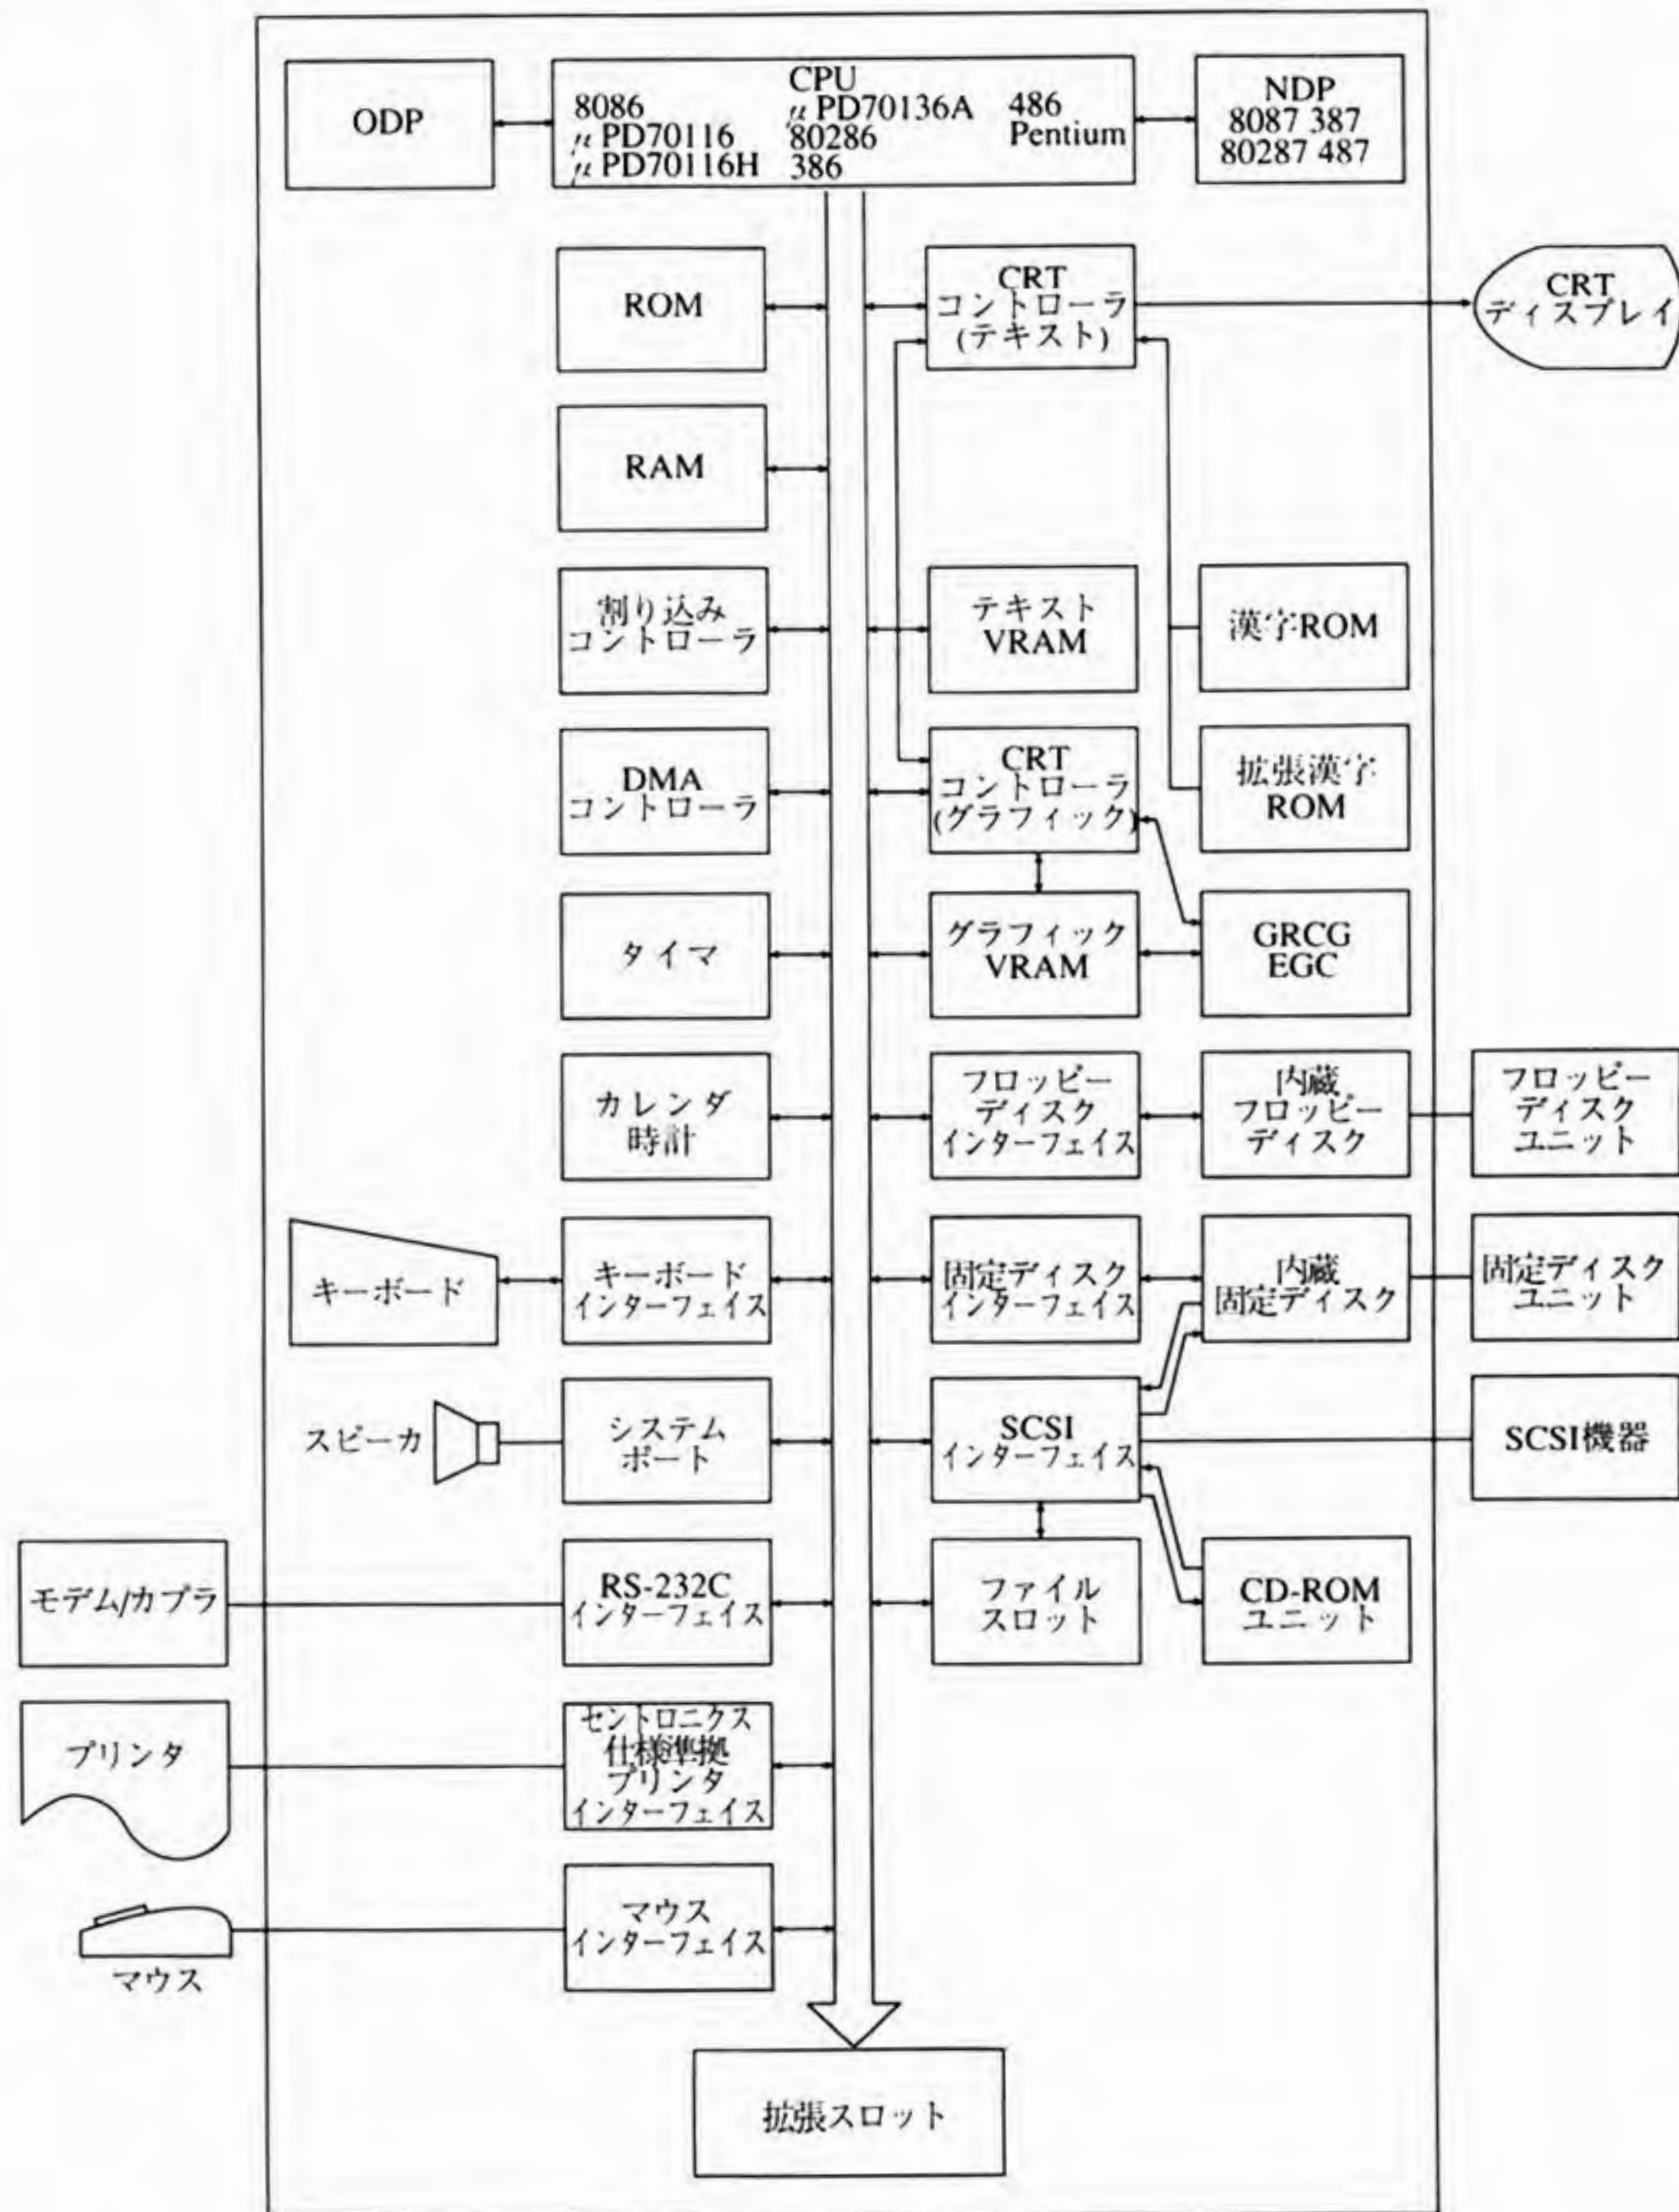 ODP
CPU
8086
μPD70116
μPD70116H
μPD70136A
80286
386
486
Pentium
NDP
8087 387
80287 487
ROM
CRT
コントローラ
(テキスト)
CRT
ディスプレイ
RAM
割り込み
コントローラ
テキスト
VRAM
漢字ROM
DMA
コントローラ
CRT
コントローラ
(グラフィック)
拡張漢字
ROM
タイマ
グラフィック
VRAM
GRCG
EGC
カレンダ
時計
フロッピー
ディスク
インターフェイス
内蔵
フロッピー
ディスク
フロッピー
ディスク
ユニット
キーボード
キーボード
インターフェイス
固定ディスク
インターフェイス
内蔵
固定ディスク
固定ディスク
ユニット
スピーカ
システム
ポート
SCSI
インターフェイス
SCSI機器
モデム/カプラ
RS-232C
インターフェイス
ファイル
スロット
CD-ROM
ユニット
プリンタ
セントロニクス
仕様準拠
プリンタ
インターフェイス
マウス
マウス
インターフェイス
拡張スロット